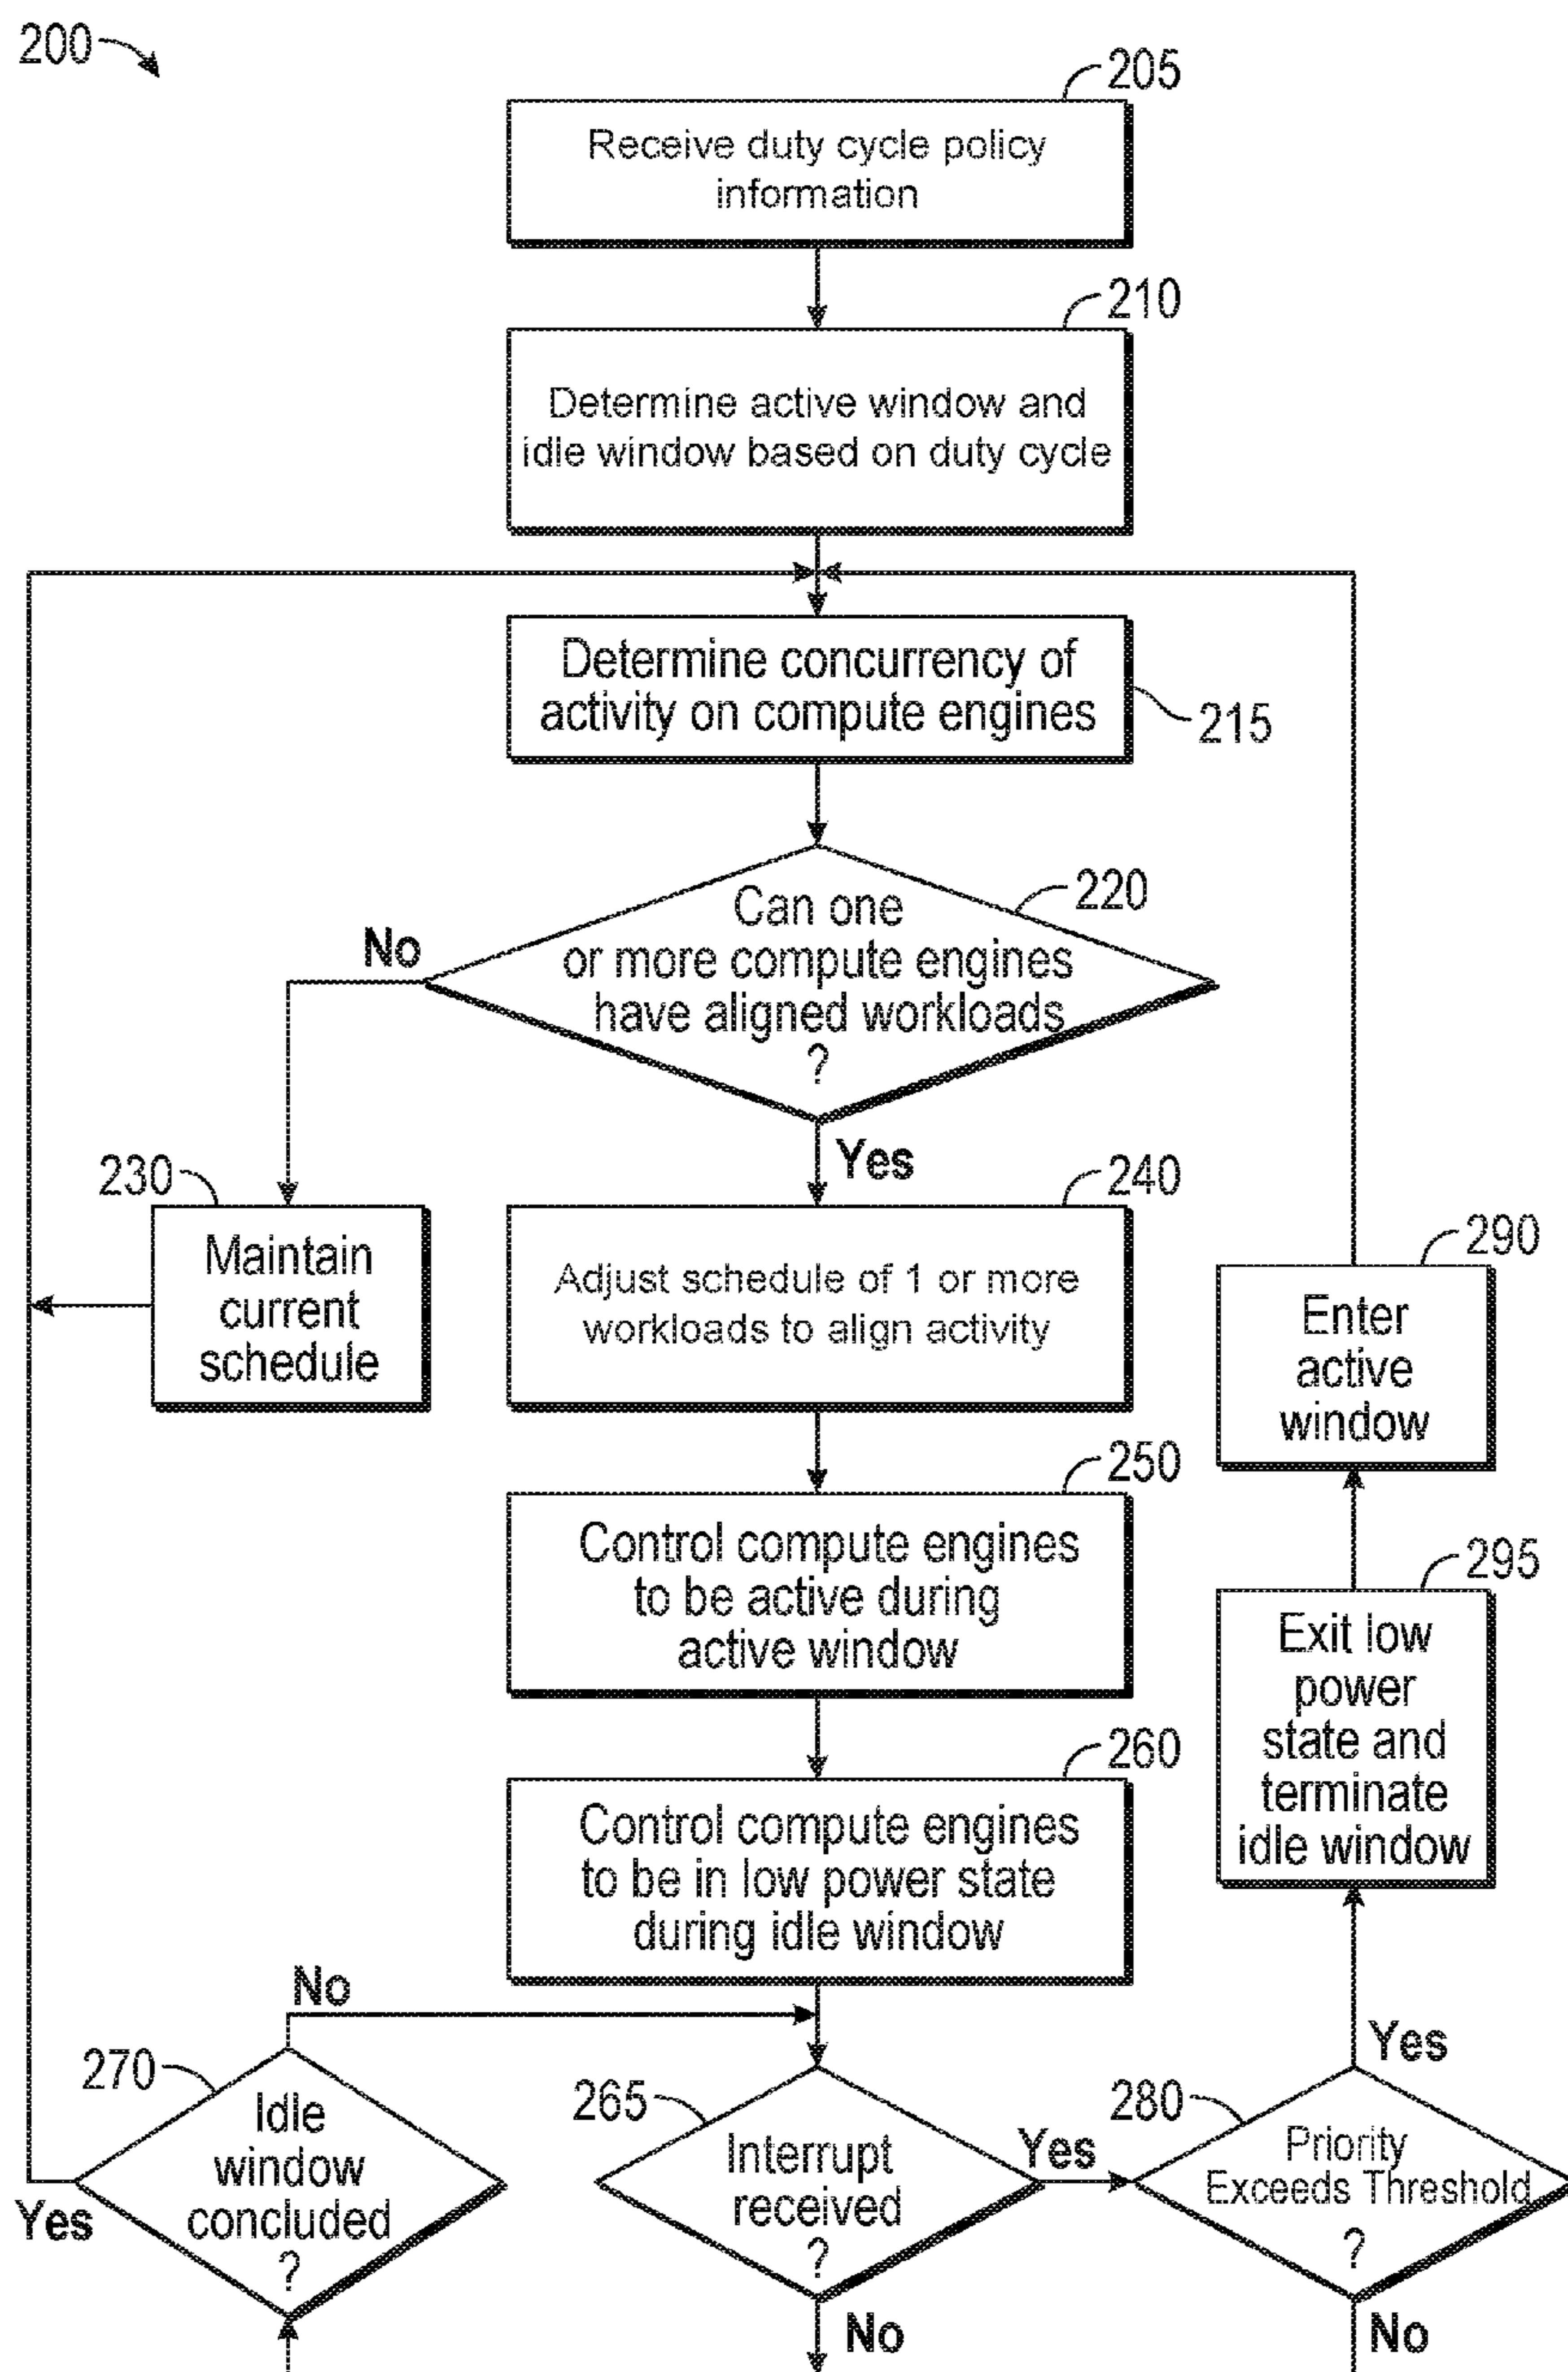 200
205
Receive duty cycle policy
information
210
Determine active window and
idle window based on duty cycle
Determine concurrency of
activity on compute engines
215
220
Can one
or more compute engines
have aligned workloads
?
No
Yes
230
Maintain
current
schedule
240
Adjust schedule of 1 or more
workloads to align activity
290
Enter
active
window
250
Control compute engines
to be active during
active window
295
Exit low
power
state and
terminate
idle window
260
Control compute engines
to be in low power state
during idle window
No
270
Idle
window
concluded
?
Yes
265
Interrupt
received
?
Yes
No
280
Priority
Exceeds Threshold
?
Yes
No